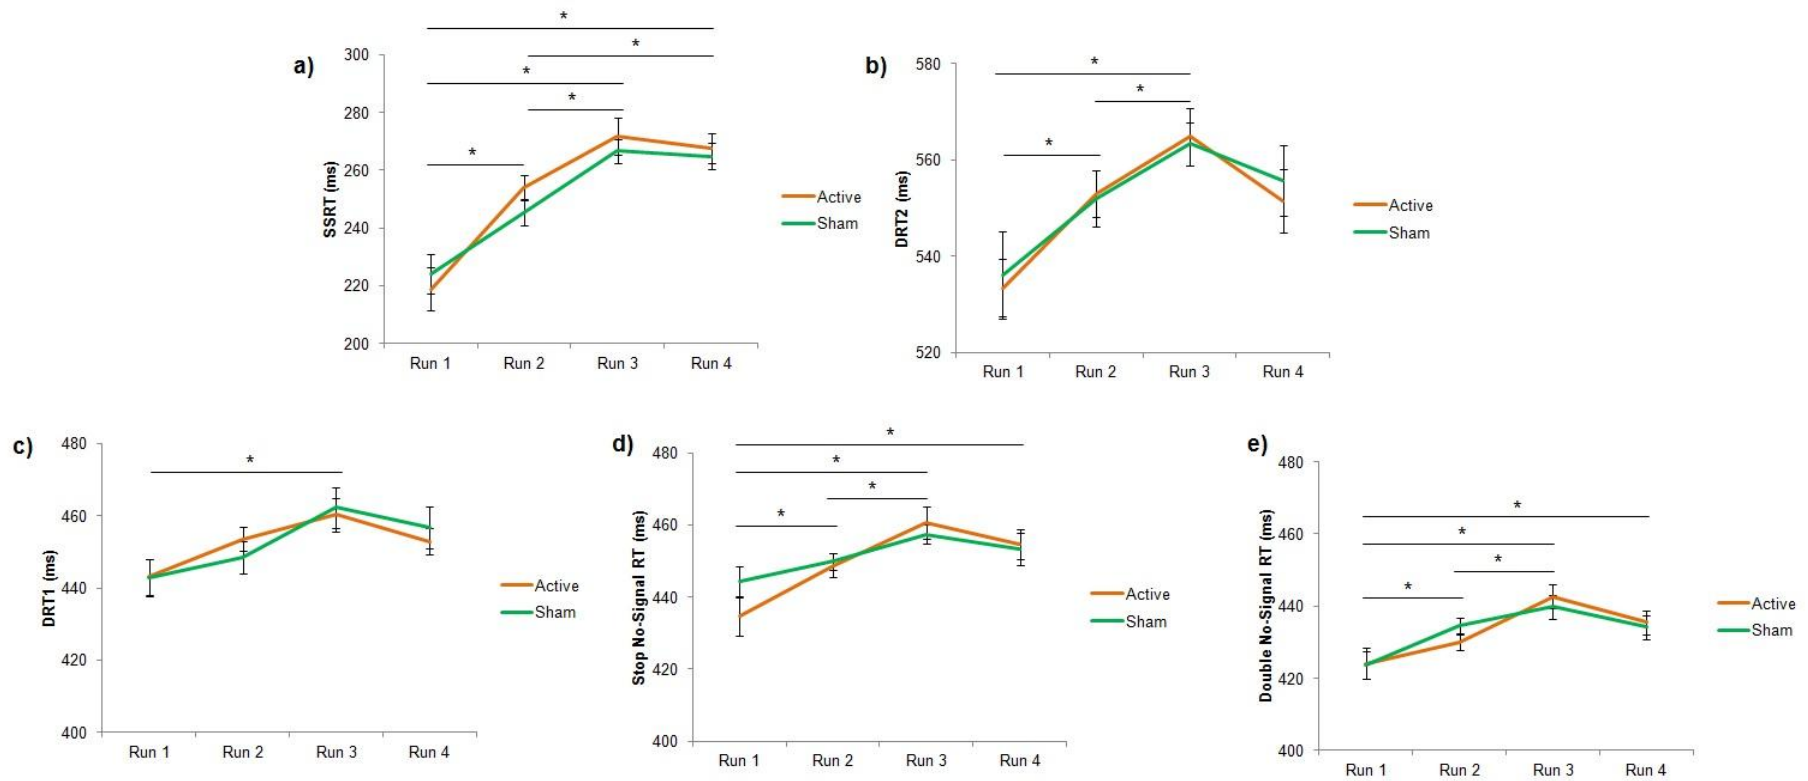 a)
*
*
*
*
*
300
280
260
240
220
200
SSRT (ms)
Run 1 Run 2 Run 3 Run 4
Active
Sham
b)
*
*
*
580
560
540
520
DRT2 (ms)
Run 1 Run 2 Run 3 Run 4
Active
Sham
c)
*
480
460
440
420
400
DRT1 (ms)
Run 1 Run 2 Run 3 Run 4
Active
Sham
d)
*
*
*
*
480
460
440
420
400
Stop No-Signal RT (ms)
Run 1 Run 2 Run 3 Run 4
Active
Sham
e)
*
*
*
*
480
460
440
420
400
Double No-Signal RT (ms)
Run 1 Run 2 Run 3 Run 4
Active
Sham